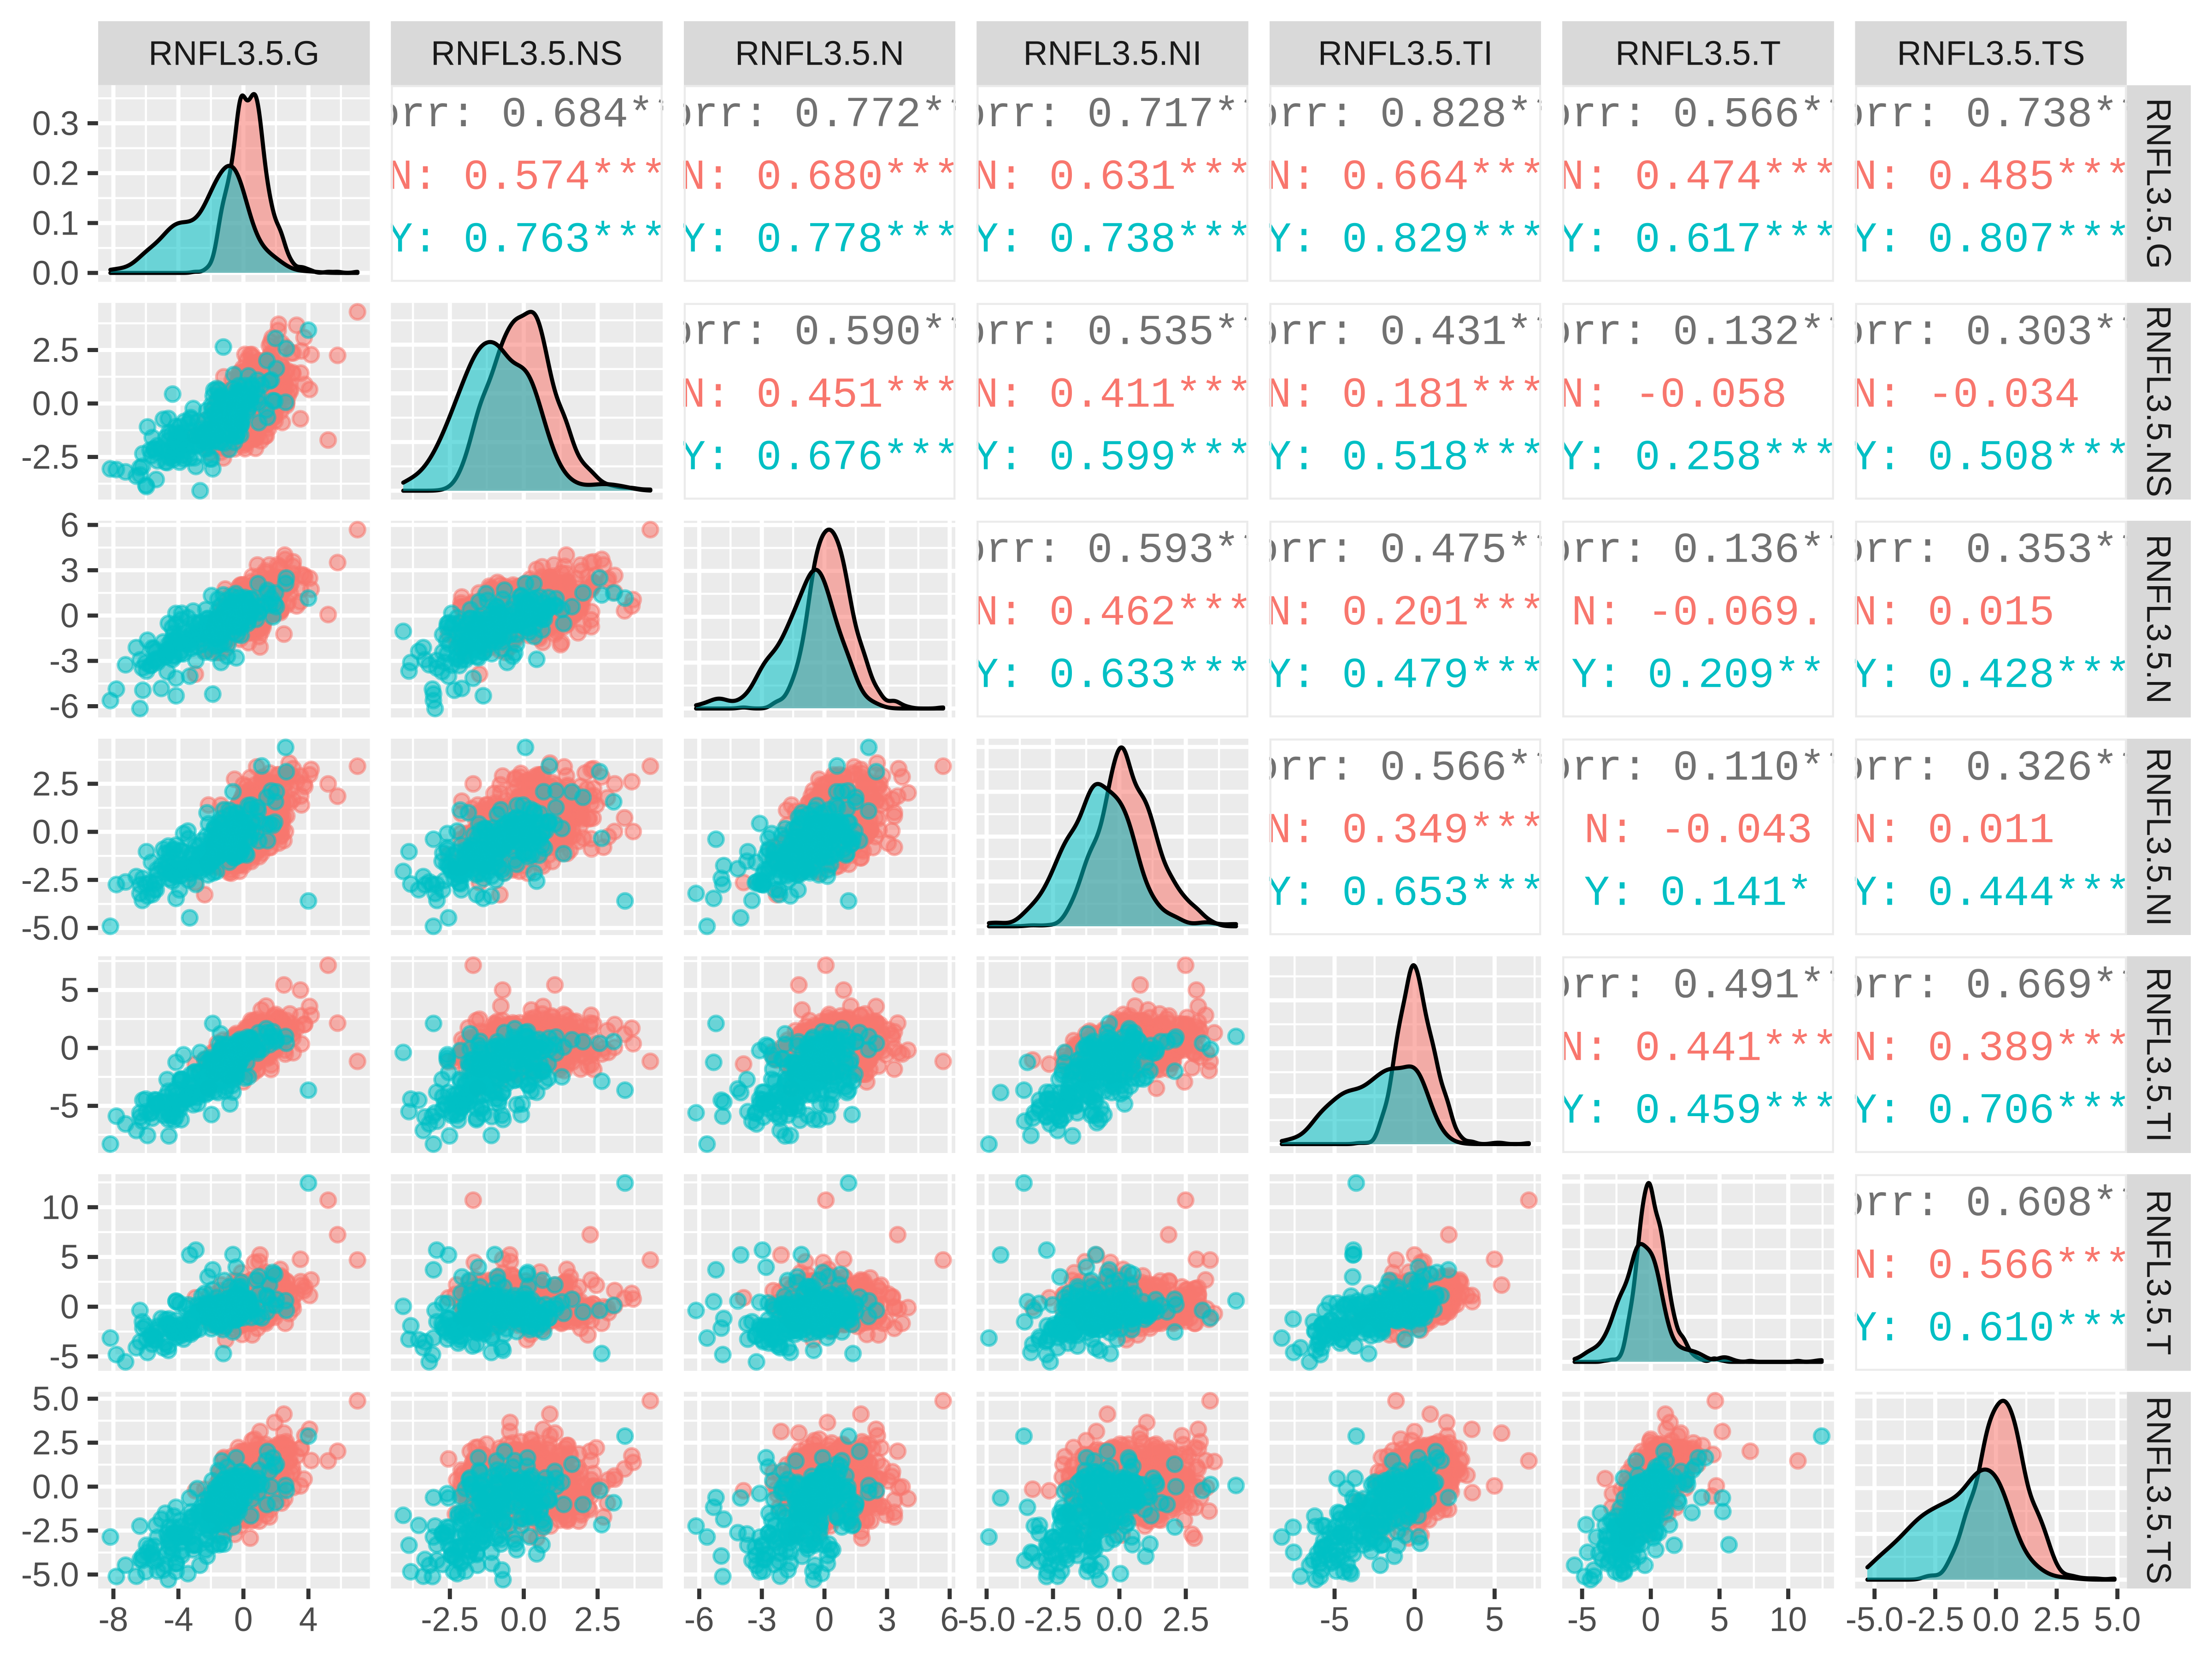 RNFL3.5.G RNFL3.5.NS RNFL3.5.N RNFL3.5.NI RNFL3.5.TI RNFL3.5.T RNFL3.5.TS
orr: 0.684** orr: 0.772** orr: 0.717** orr: 0.828** orr: 0.566** orr: 0.738**
0.3
N: 0.574*** N: 0.680*** N: 0.631*** N: 0.664*** N: 0.474*** N: 0.485***
0.2
0.1
Y: 0.763*** Y: 0.778*** Y: 0.738*** Y: 0.829*** Y: 0.617*** Y: 0.807***
0.0
RNFL3.5.G
orr: 0.590** orr: 0.535** orr: 0.431** orr: 0.132** orr: 0.303**
2.5
N: 0.451*** N: 0.411*** N: 0.181*** N: -0.058 N: -0.034
0.0
Y: 0.676*** Y: 0.599*** Y: 0.518*** Y: 0.258*** Y: 0.508***
-2.5
RNFL3.5.NS
6
orr: 0.593** orr: 0.475** orr: 0.136** orr: 0.353**
3
N: 0.462*** N: 0.201*** N: -0.069. N: 0.015
0
Y: 0.633*** Y: 0.479*** Y: 0.209** Y: 0.428***
-3
-6
RNFL3.5.N
orr: 0.566** orr: 0.110** orr: 0.326**
2.5
N: 0.349*** N: -0.043 N: 0.011
0.0
Y: 0.653*** Y: 0.141* Y: 0.444***
-2.5
-5.0
RNFL3.5.NI
orr: 0.491** orr: 0.669**
5
N: 0.441*** N: 0.389***
0
Y: 0.459*** Y: 0.706***
-5
RNFL3.5.TI
orr: 0.608**
10
N: 0.566***
5
Y: 0.610***
0
-5
RNFL3.5.T
5.0
2.5
0.0
-2.5
-5.0
RNFL3.5.TS
-8 -4 0 4 -2.5 0.0 2.5 -6 -3 0 3 6 -5.0 -2.5 0.0 2.5 -5 0 5 -5 0 5 10 -5.0 -2.5 0.0 2.5 5.0